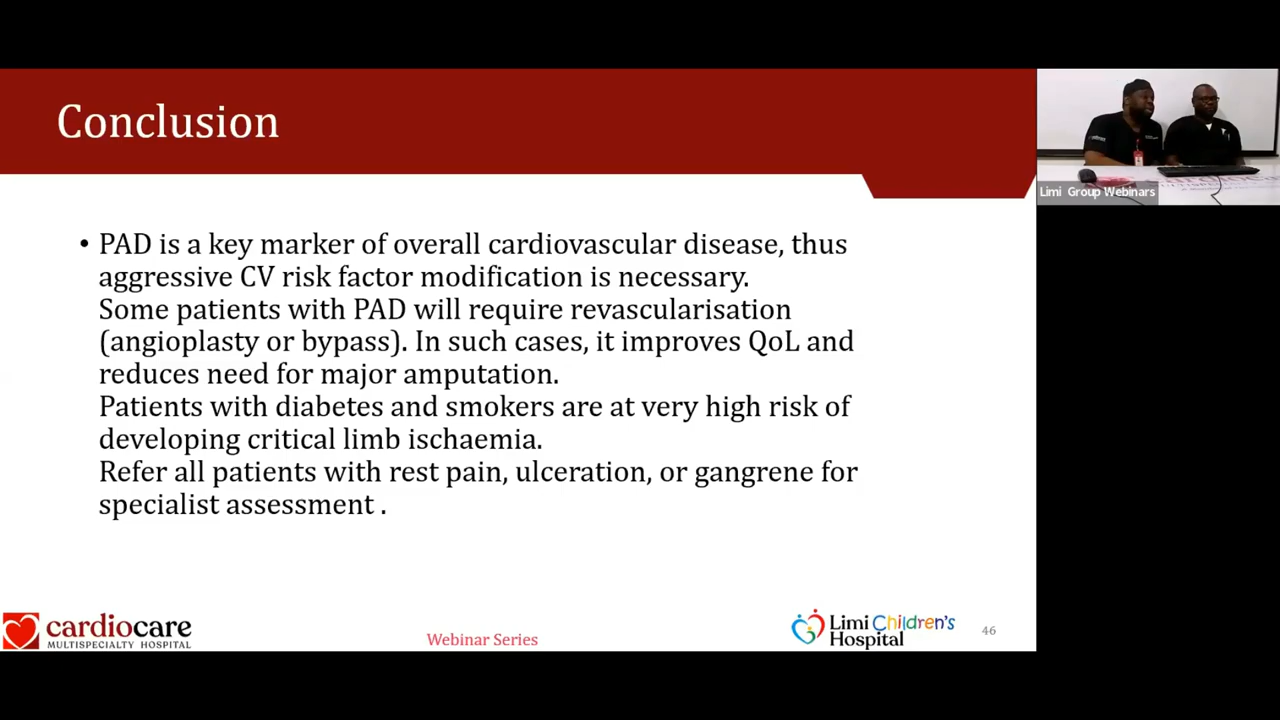 Conclusion
• PAD is a key marker of overall cardiovascular disease, thus
aggressive CV risk factor modification is necessary.
Some patients with PAD will require revascularisation
(angioplasty or bypass). In such cases, it improves QoL and
reduces need for major amputation.
Patients with diabetes and smokers are at very high risk of
developing critical limb ischaemia.
Refer all patients with rest pain, ulceration, or gangrene for
specialist assessment .
Limi Group Webinars
cardiocare
MULTISPECIALTY HOSPITAL
Webinar Series
Limi Children's
Hospital
46